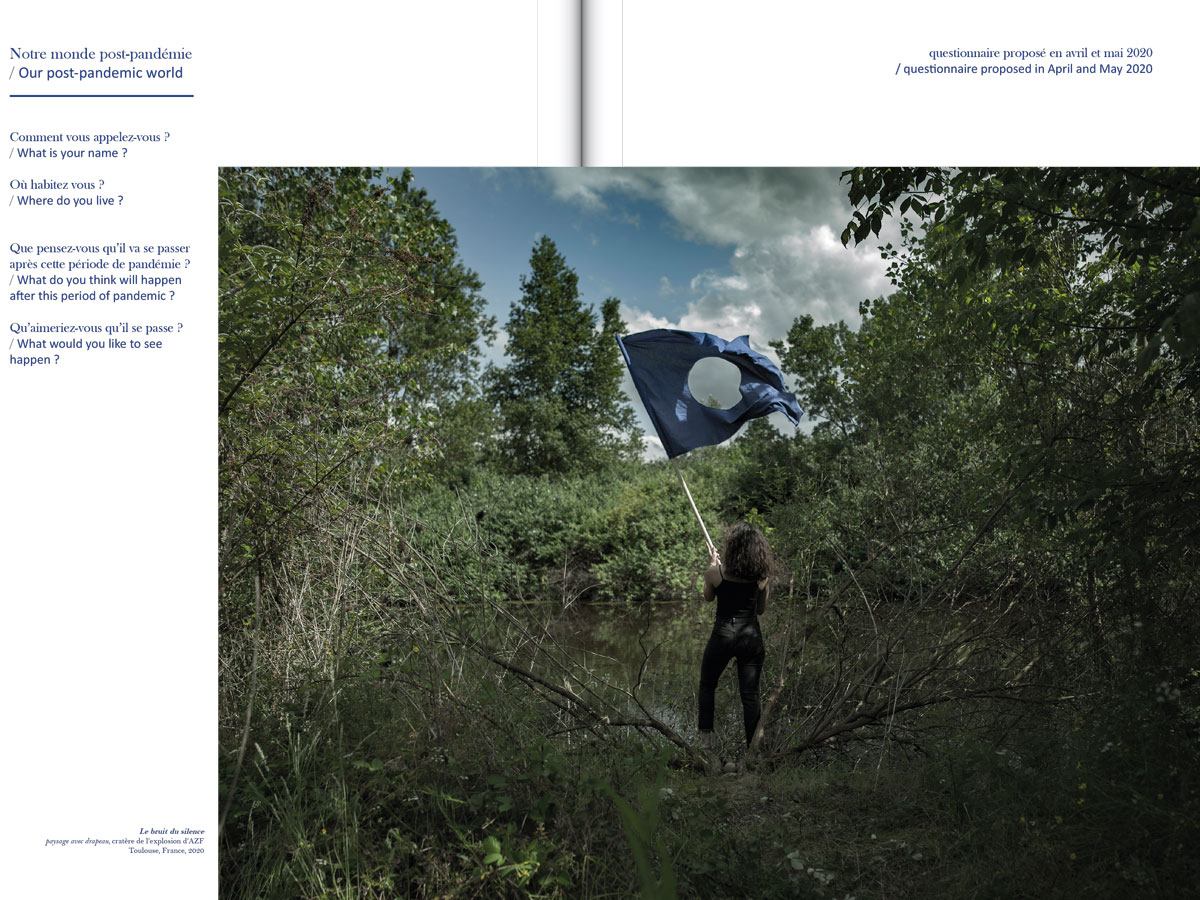 Notre monde post-pandémie
/ Our post-pandemic world
questionnaire proposé en avril et mai 2020
/ questionnaire proposed in April and May 2020
Comment vous appelez-vous ?
/ What is your name ?
Où habitez vous ?
/ Where do you live ?
Que pensez-vous qu'il va se passer
après cette période de pandémie ?
/ What do you think will happen
after this period of pandemic ?
Qu'aimeriez-vous qu'il se passe ?
/ What would you like to see
happen ?
Le bruit du silence
paysage avec drapeau, cratère de l'explosion d'AZF
Toulouse, France, 2020